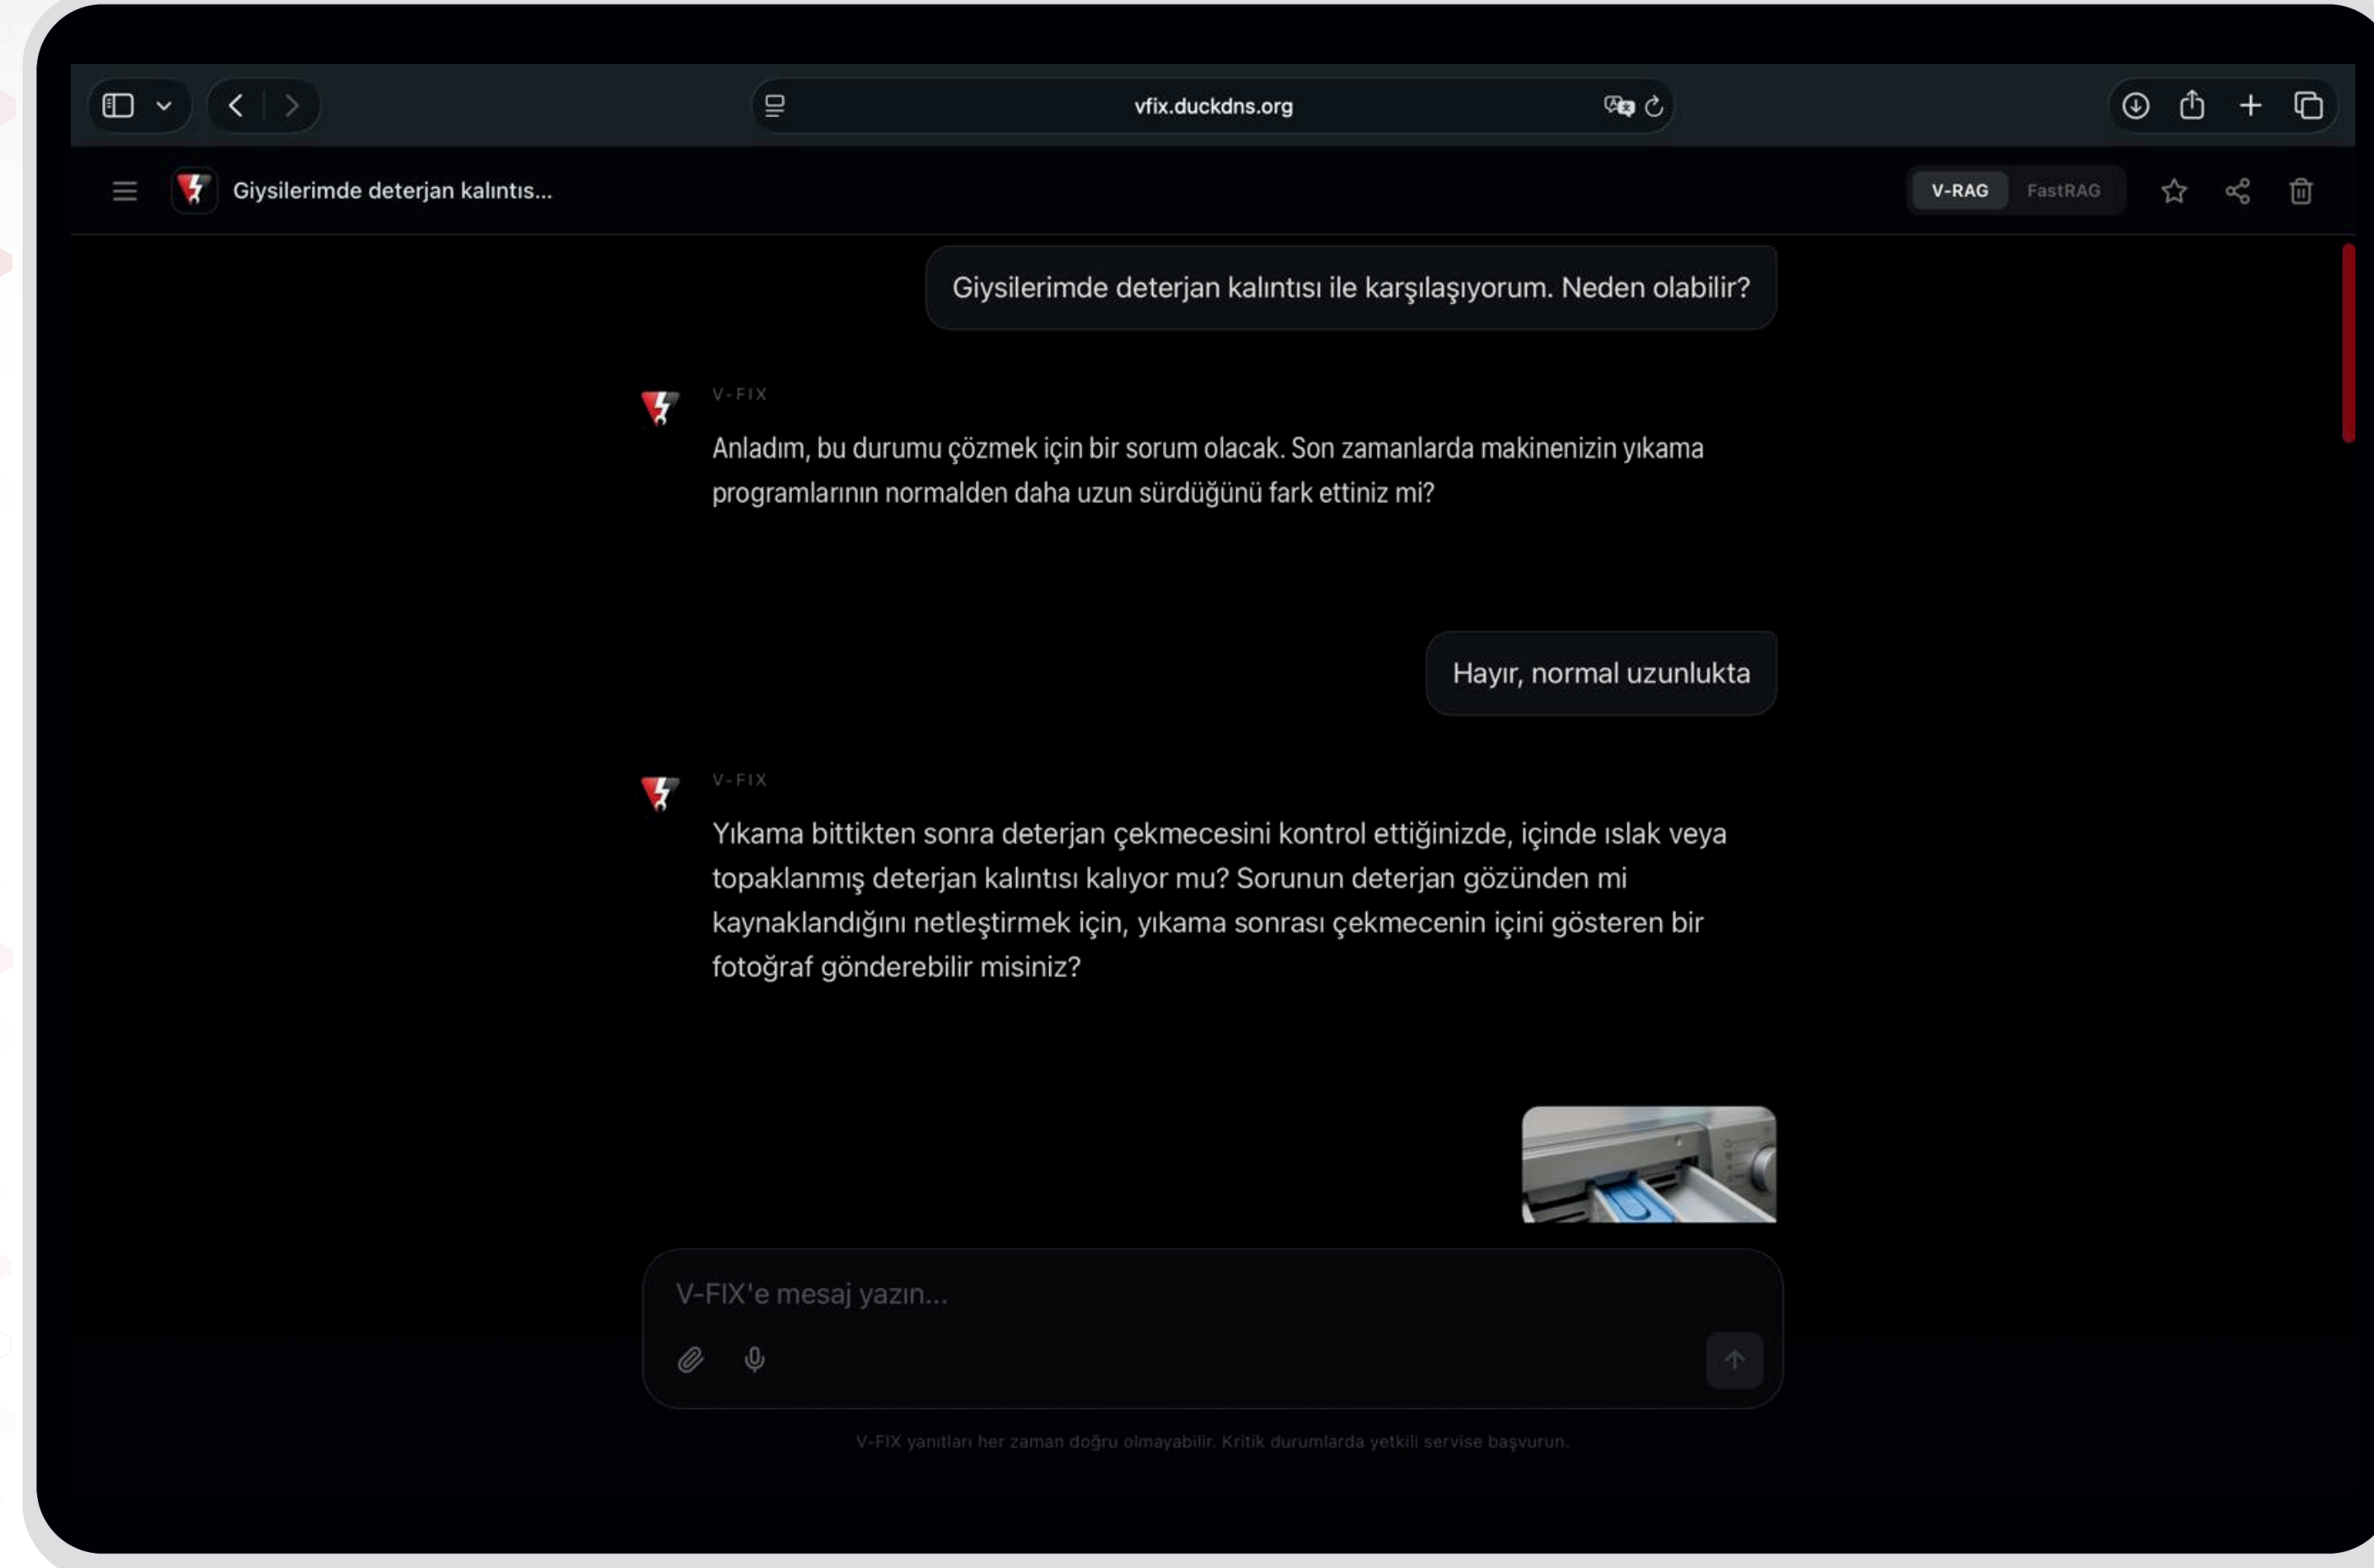 vfix.duckdns.org
Giysilerimde deterjan kalıntıs...
V-RAG FastRAG
Giysilerimde deterjan kalıntısı ile karşılaşıyorum. Neden olabilir?
V-FIX
Anladım, bu durumu çözmek için bir sorum olacak. Son zamanlarda makinenizin yıkama
programlarının normalden daha uzun sürdüğünü fark ettiniz mi?
Hayır, normal uzunlukta
V-FIX
Yıkama bittikten sonra deterjan çekmecesini kontrol ettiğinizde, içinde ıslak veya
topaklanmış deterjan kalıntısı kalıyor mu? Sorunun deterjan gözünden mi
kaynaklandığını netleştirmek için, yıkama sonrası çekmecenin içini gösteren bir
fotoğraf gönderebilir misiniz?
V-FIX'e mesaj yazın...
V-FIX yanıtları her zaman doğru olmayabilir. Kritik durumlarda yetkili servise başvurun.